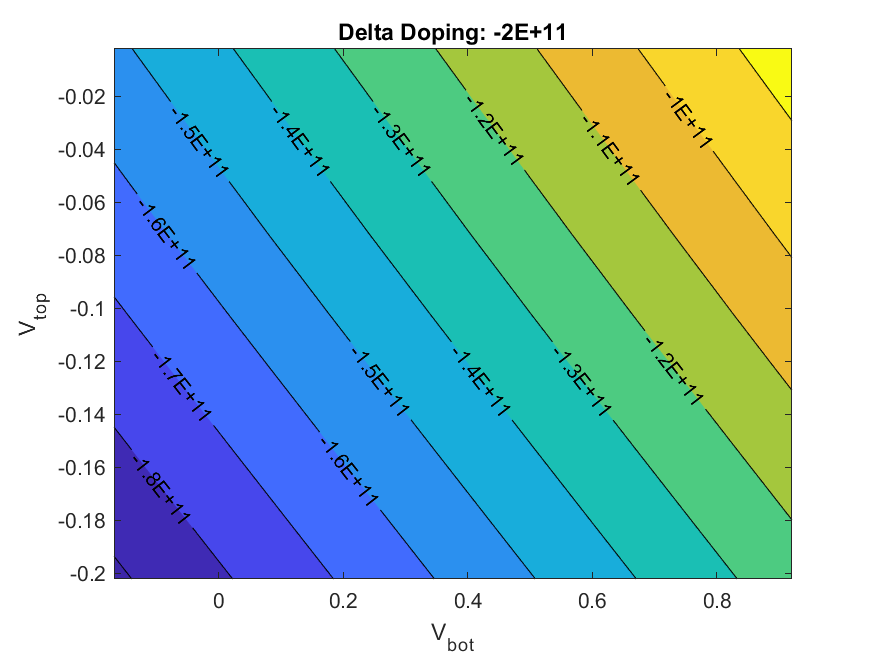 Delta Doping: -2E+11
-0.02
-0.04
-0.06
-0.08
-0.1
-0.12
-0.14
-0.16
-0.18
-0.2
V_top
-1.5E+11
-1.4E+11
-1.3E+11
-1.2E+11
-1.1E+11
-1E+11
-1.6E+11
-1.7E+11
-1.5E+11
-1.4E+11
-1.3E+11
-1.2E+11
-1.8E+11
-1.6E+11
0
0.2
0.4
0.6
0.8
V_bot